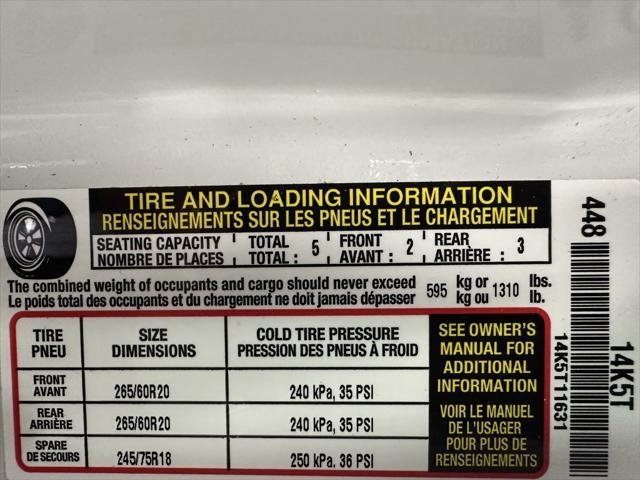 TIRE AND LOADING INFORMATION
RENSEIGNEMENTS SUR LES PNEUS ET LE CHARGEMENT
SEATING CAPACITY TOTAL 5 FRONT 2 REAR 3
NOMBRE DE PLACES TOTAL : AVANT : ARRIÈRE :
The combined weight of occupants and cargo should never exceed 595 kg or 1310 lbs.
Le poids total des occupants et du chargement ne doit jamais dépasser kg ou lb.
TIRE SIZE COLD TIRE PRESSURE
PNEU DIMENSIONS PRESSION DES PNEUS À FROID
FRONT
AVANT 265/60R20 240 kPa, 35 PSI
REAR
ARRIÈRE 265/60R20 240 kPa, 35 PSI
SPARE
DE SECOURS 245/75R18 250 kPa. 36 PSI
SEE OWNER'S
MANUAL FOR
ADDITIONAL
INFORMATION
VOIR LE MANUEL
DE L'USAGER
POUR PLUS DE
RENSEIGNEMENTS
448
14K5T
14K5T11631